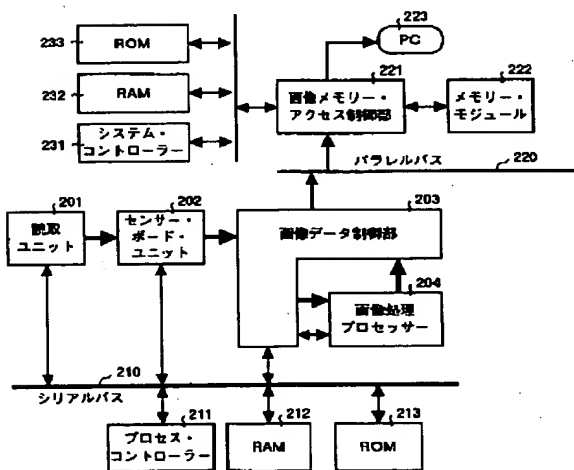 223
PC
233
ROM
221
画像メモリー・
アクセス制御部
222
メモリー・
モジュール
232
RAM
231
システム・
コントローラー
パラレルバス
220
201
読取
ユニット
202
センサー・
ボード・
ユニット
203
画像データ制御部
204
画像処理
プロセッサー
210
シリアルバス
211
プロセス・
コントローラー
212
RAM
213
ROM